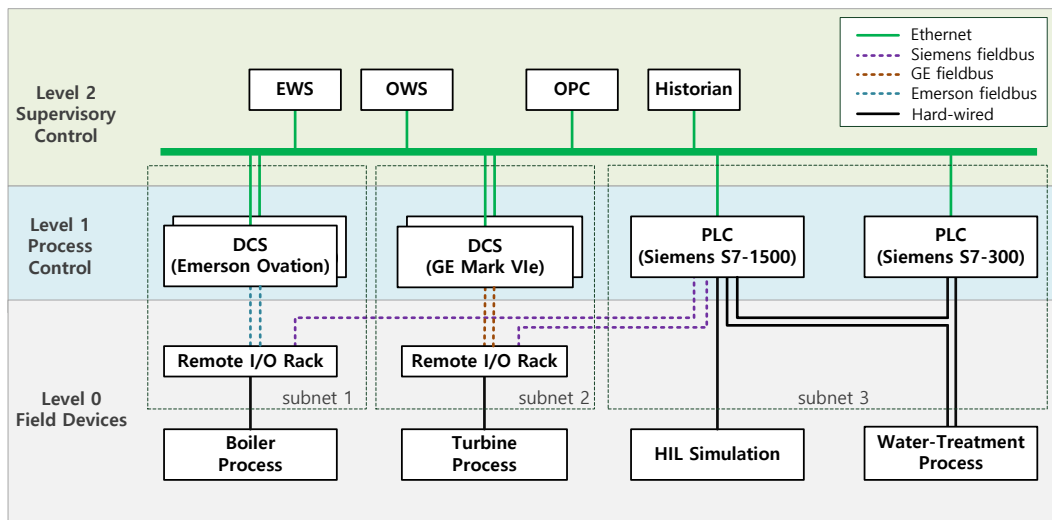 Ethernet
Siemens fieldbus
GE fieldbus
Emerson fieldbus
Hard-wired
Level 2
Supervisory
Control
EWS
OWS
OPC
Historian
Level 1
Process
Control
DCS
(Emerson Ovation)
DCS
(GE Mark VIe)
PLC
(Siemens S7-1500)
PLC
(Siemens S7-300)
Level 0
Field Devices
Remote I/O Rack
Remote I/O Rack
subnet 1
subnet 2
subnet 3
Boiler
Process
Turbine
Process
HIL Simulation
Water-Treatment
Process